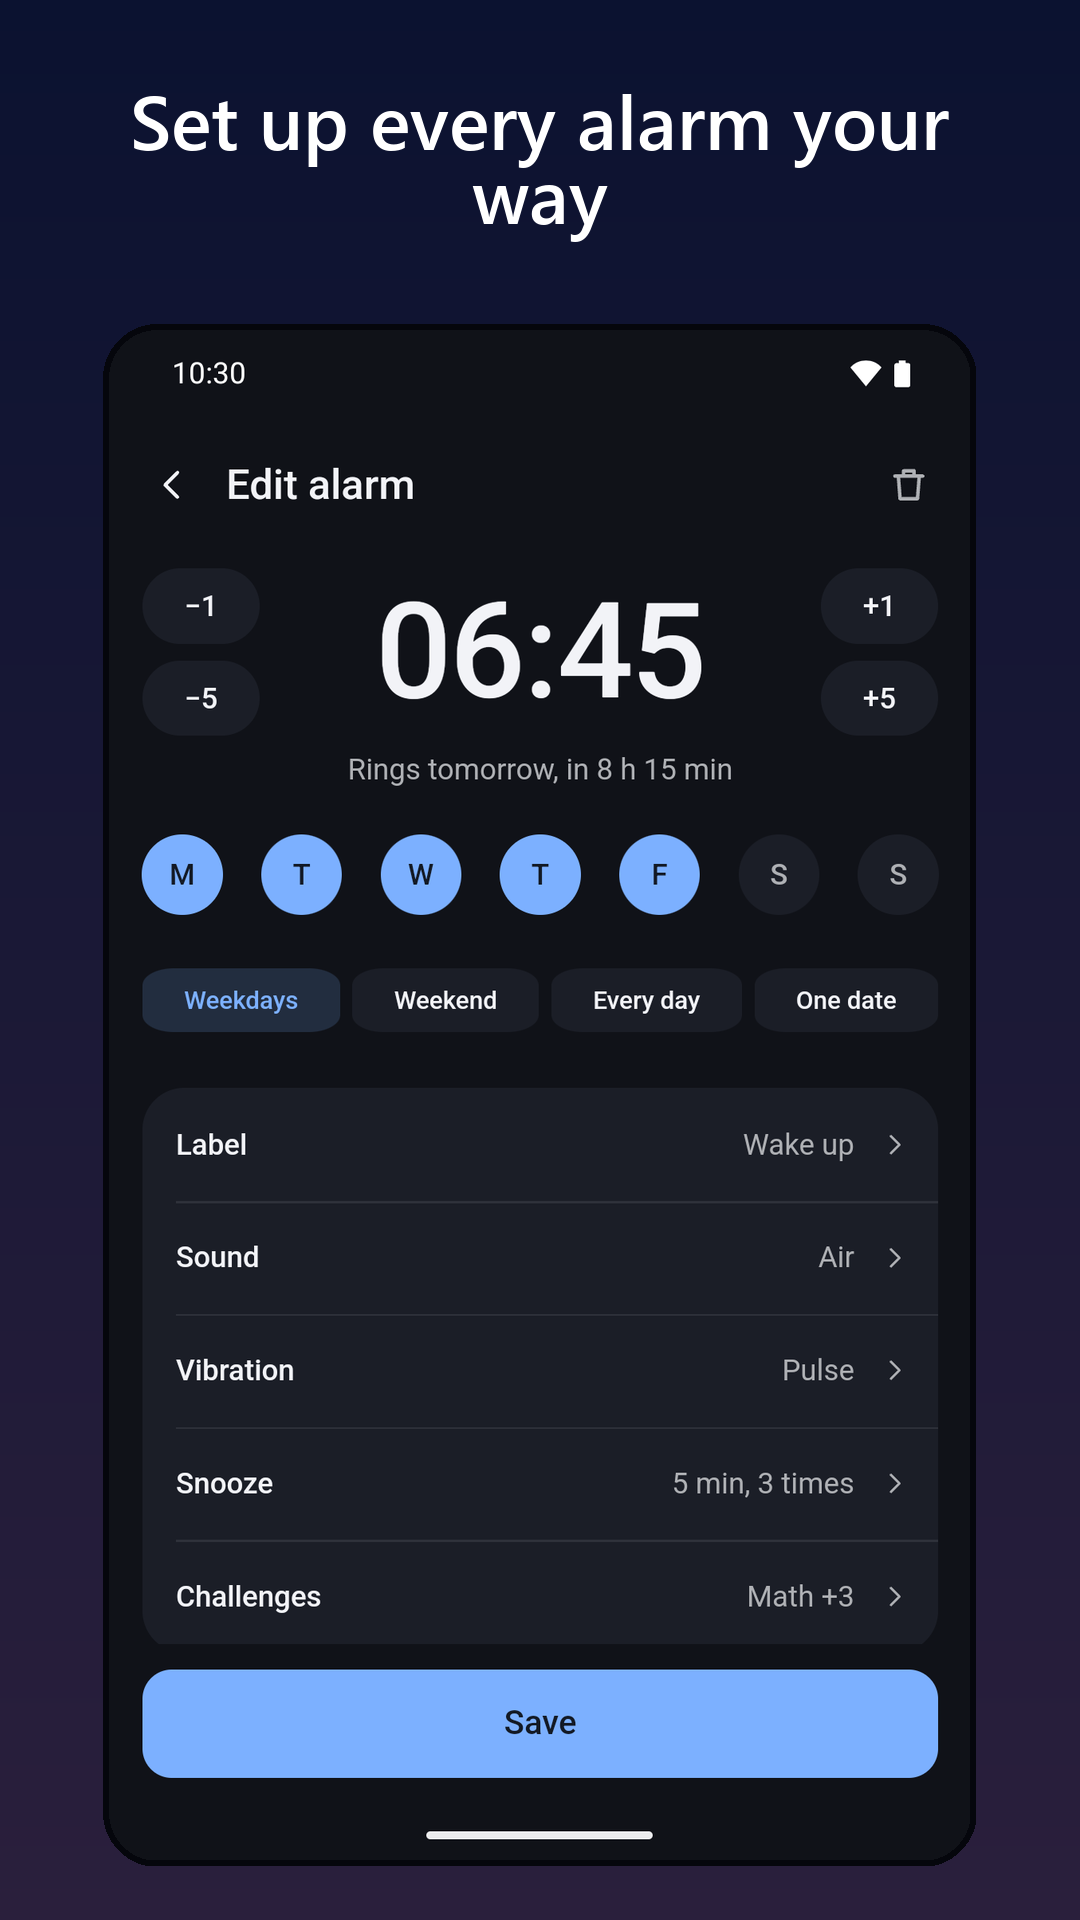 Set up every alarm your
way
10:30
Edit alarm
−1
06:45
+1
−5
+5
Rings tomorrow, in 8 h 15 min
M T W T F S S
Weekdays Weekend Every day One date
Label Wake up
Sound Air
Vibration Pulse
Snooze 5 min, 3 times
Challenges Math +3
Save